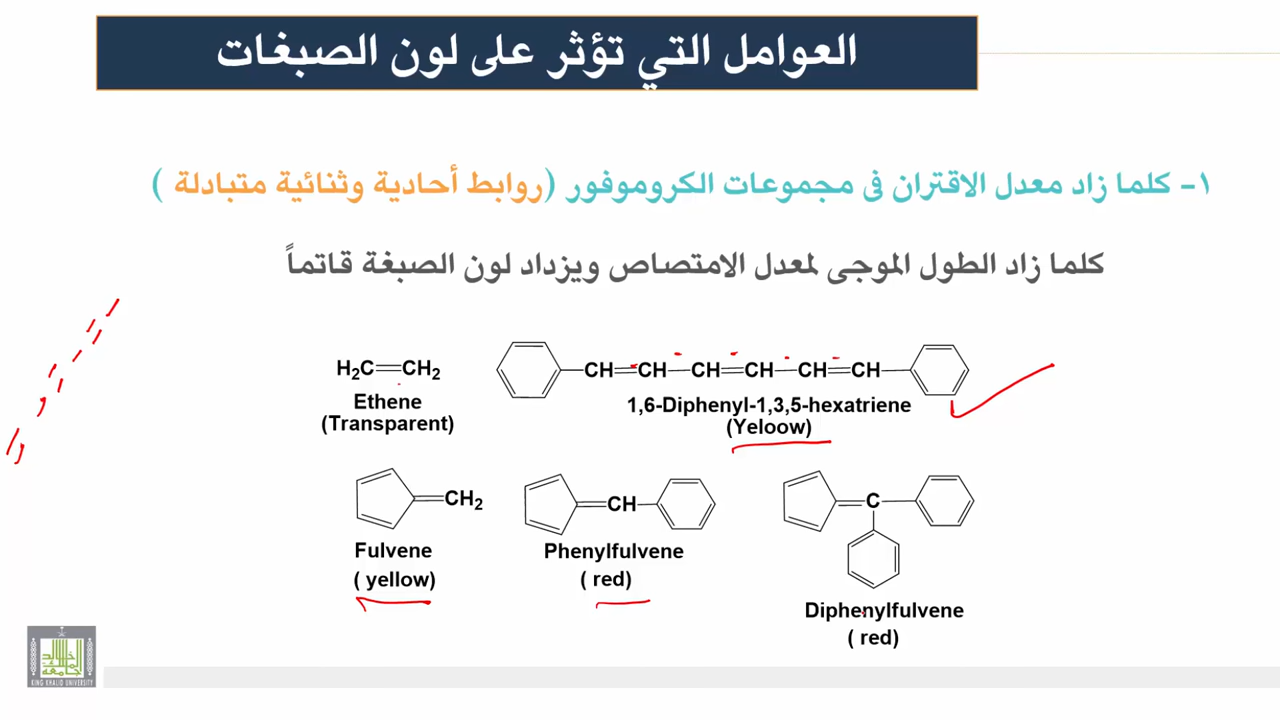 العوامل التي تؤثر على لون الصبغات
١- كلما زاد معدل الاقتران فى مجموعات الكروموفور (روابط أحادية وثنائية متبادلة )
كلما زاد الطول الموجى لمعدل الامتصاص ويزداد لون الصبغة قاتماً
H₂C=CH₂
Ethene
(Transparent)
CH=CH-CH=CH-CH=CH
1,6-Diphenyl-1,3,5-hexatriene
(Yeloow)
=CH₂
Fulvene
( yellow)
=CH-
Phenylfulvene
( red)
=C-
Diphenylfulvene
( red)
KING KHALID UNIVERSITY